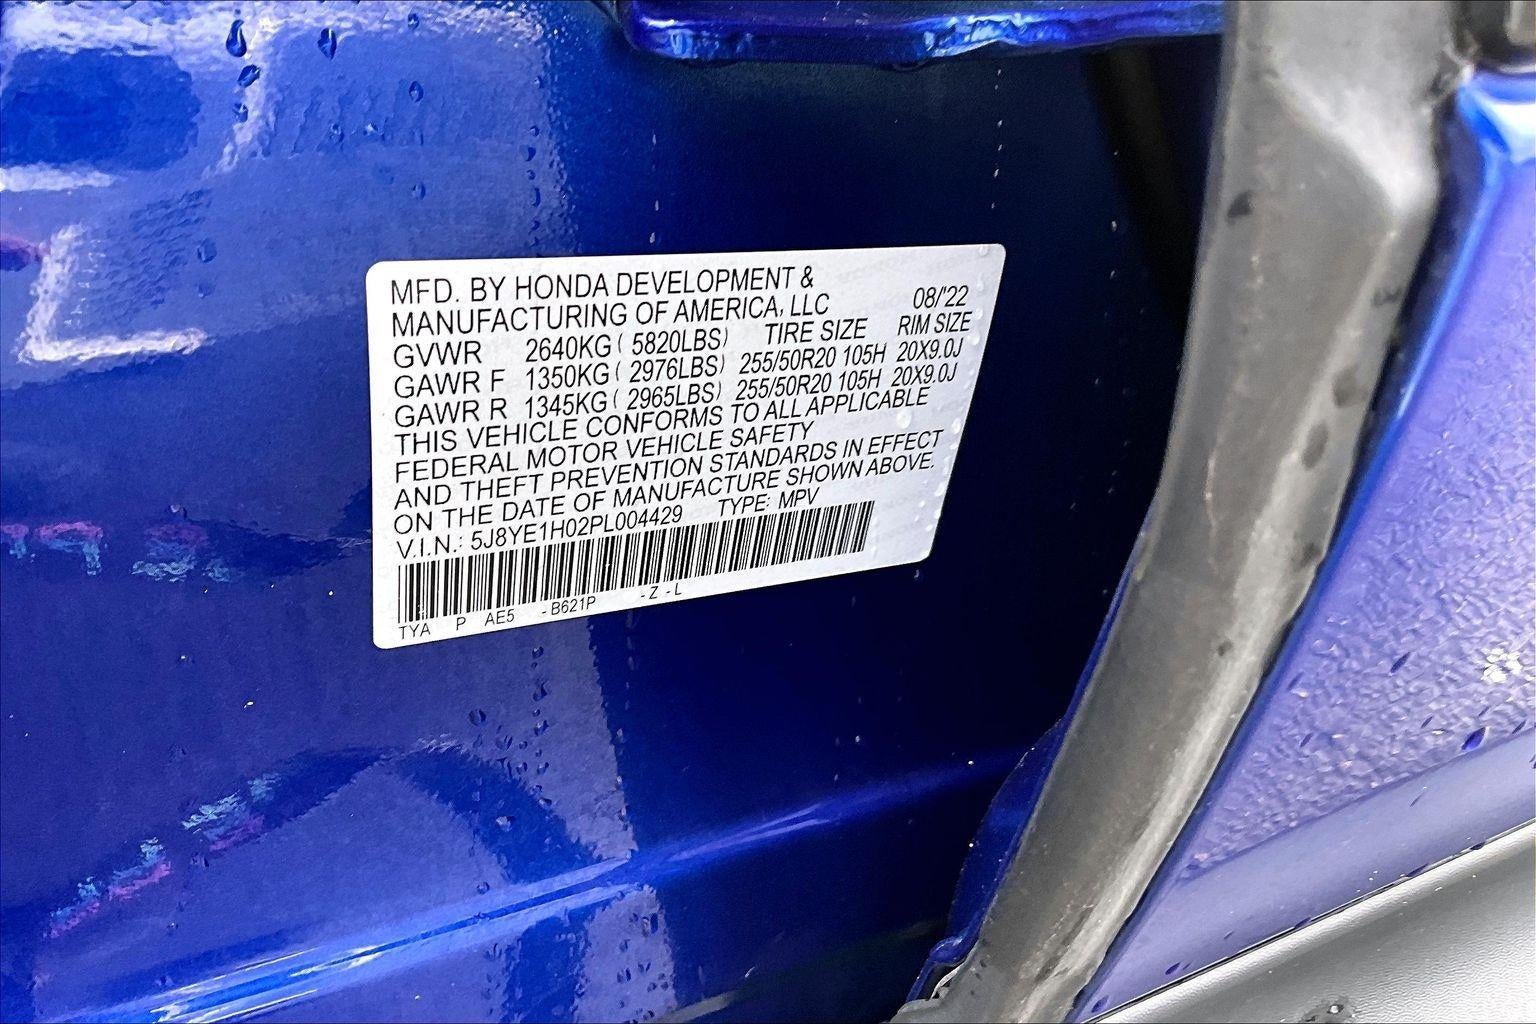 MFD. BY HONDA DEVELOPMENT &
MANUFACTURING OF AMERICA, LLC 08/'22
GVWR 2640KG ( 5820LBS) TIRE SIZE RIM SIZE
GAWR F 1350KG ( 2976LBS) 255/50R20 105H 20X9.0J
GAWR R 1345KG ( 2965LBS) 255/50R20 105H 20X9.0J
THIS VEHICLE CONFORMS TO ALL APPLICABLE
FEDERAL MOTOR VEHICLE SAFETY
AND THEFT PREVENTION STANDARDS IN EFFECT
ON THE DATE OF MANUFACTURE SHOWN ABOVE.
V.I.N.: 5J8YE1H02PL004429 TYPE: MPV
TYA P AE5 -B621P -Z -L